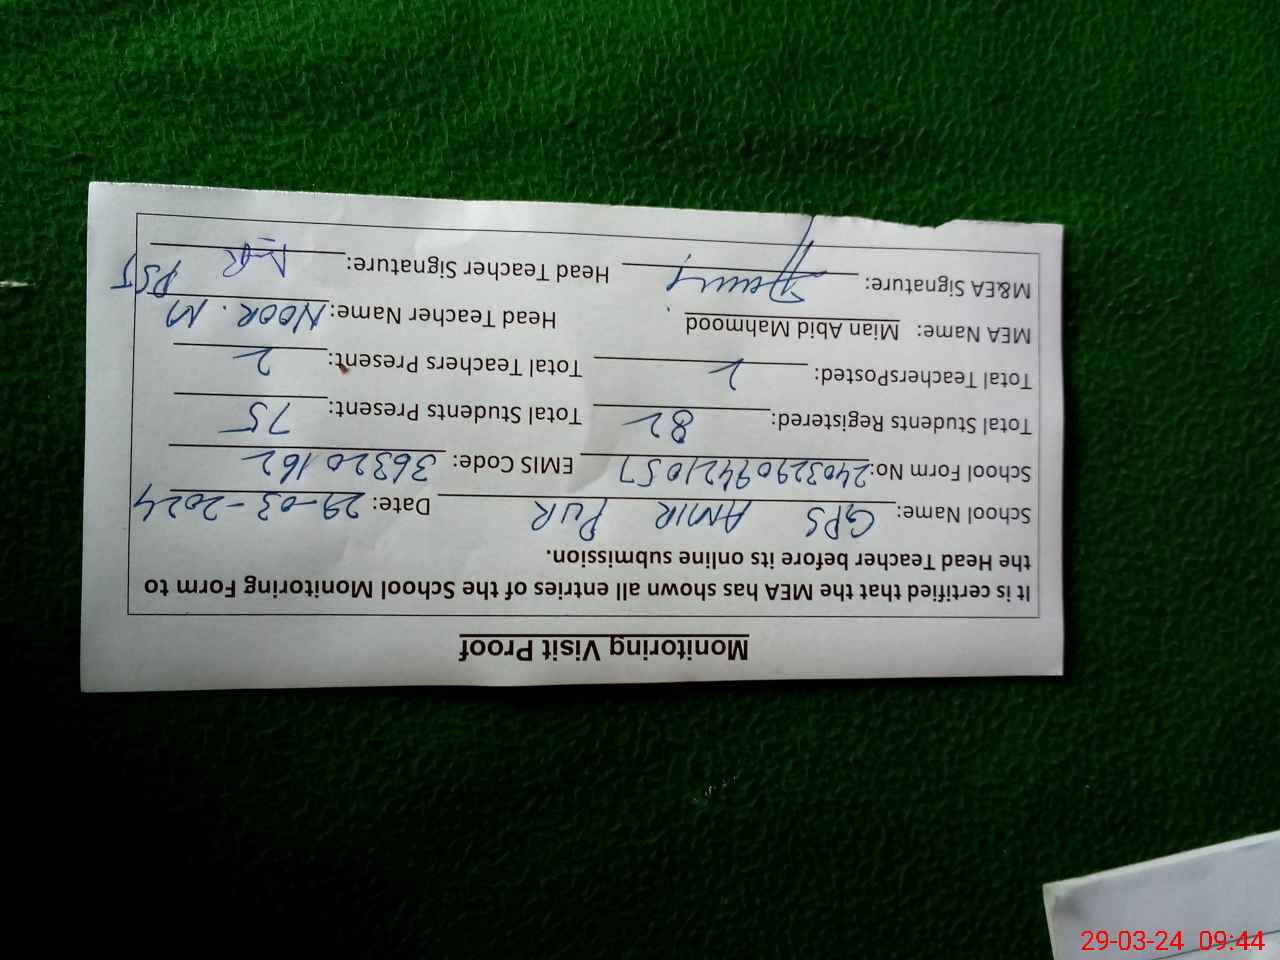 Monitoring Visit Proof
It is certified that the MEA has shown all entries of the School Monitoring Form to
the Head Teacher before its online submission.
School Name: GPS AMIR PUR Date: 29-03-2024
School Form No: 24032909421057 EMIS Code: 36320162
Total Students Registered: 82 Total Students Present: 75
Total TeachersPosted: 2 Total Teachers Present: 2
MEA Name: Mian Abid Mahmood Head Teacher Name: NOOR. M
PST
M&EA Signature: Head Teacher Signature:
29-03-24 09:44